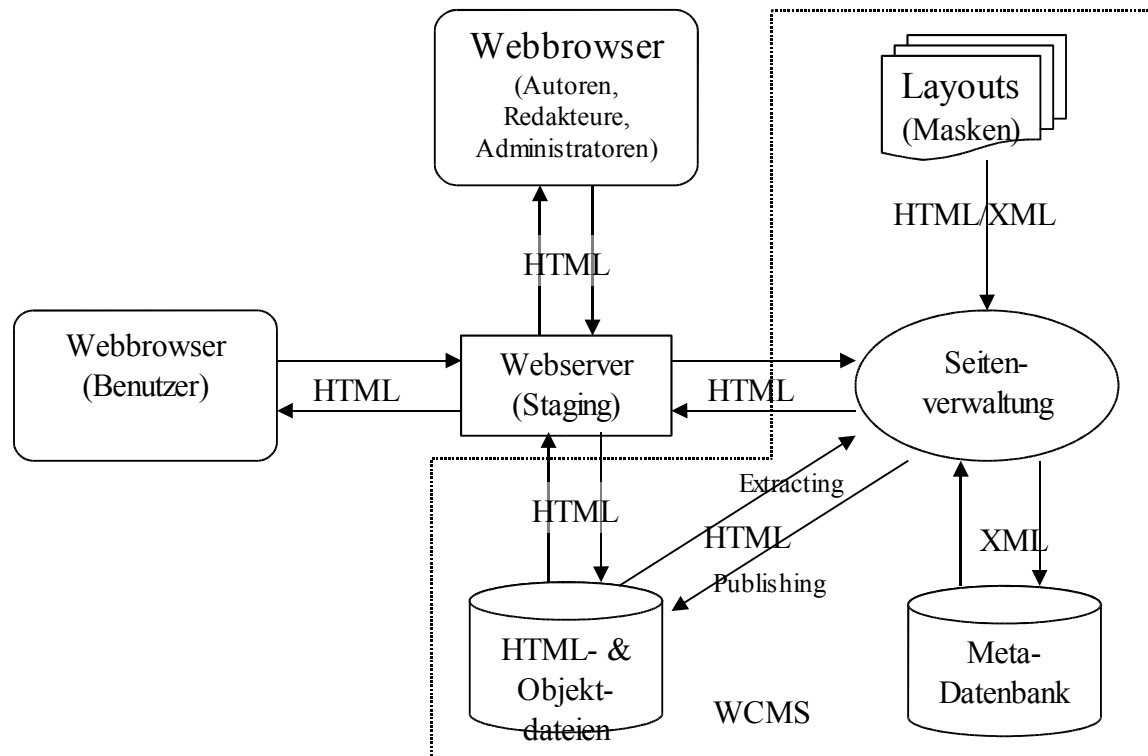 Webbrowser
(Autoren,
Redakteure,
Administratoren)
Layouts
(Masken)
HTML/XML
HTML
Webbrowser
(Benutzer)
HTML
Webserver
(Staging)
HTML
Seiten-
verwaltung
Extracting
HTML
HTML
Publishing
XML
HTML- &
Objekt-
dateien
WCMS
Meta-
Datenbank